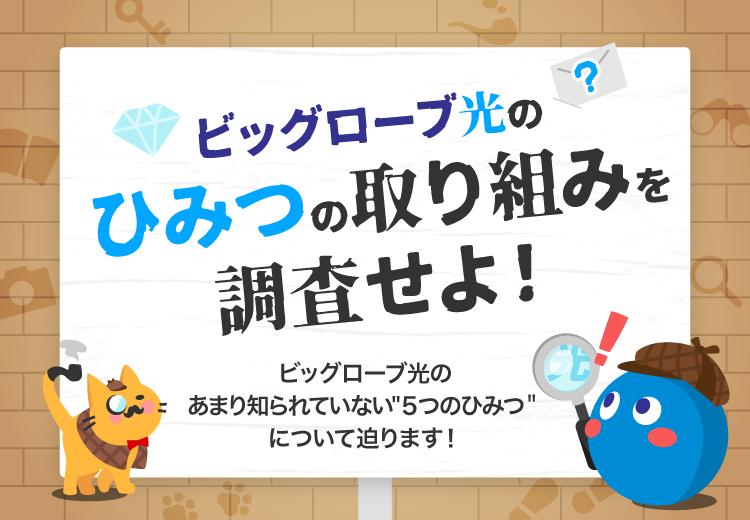 ビッグローブ光の
ひみつの取り組みを
調査せよ！
ビッグローブ光の
あまり知られていない"５つのひみつ"
について迫ります！
?
光
!